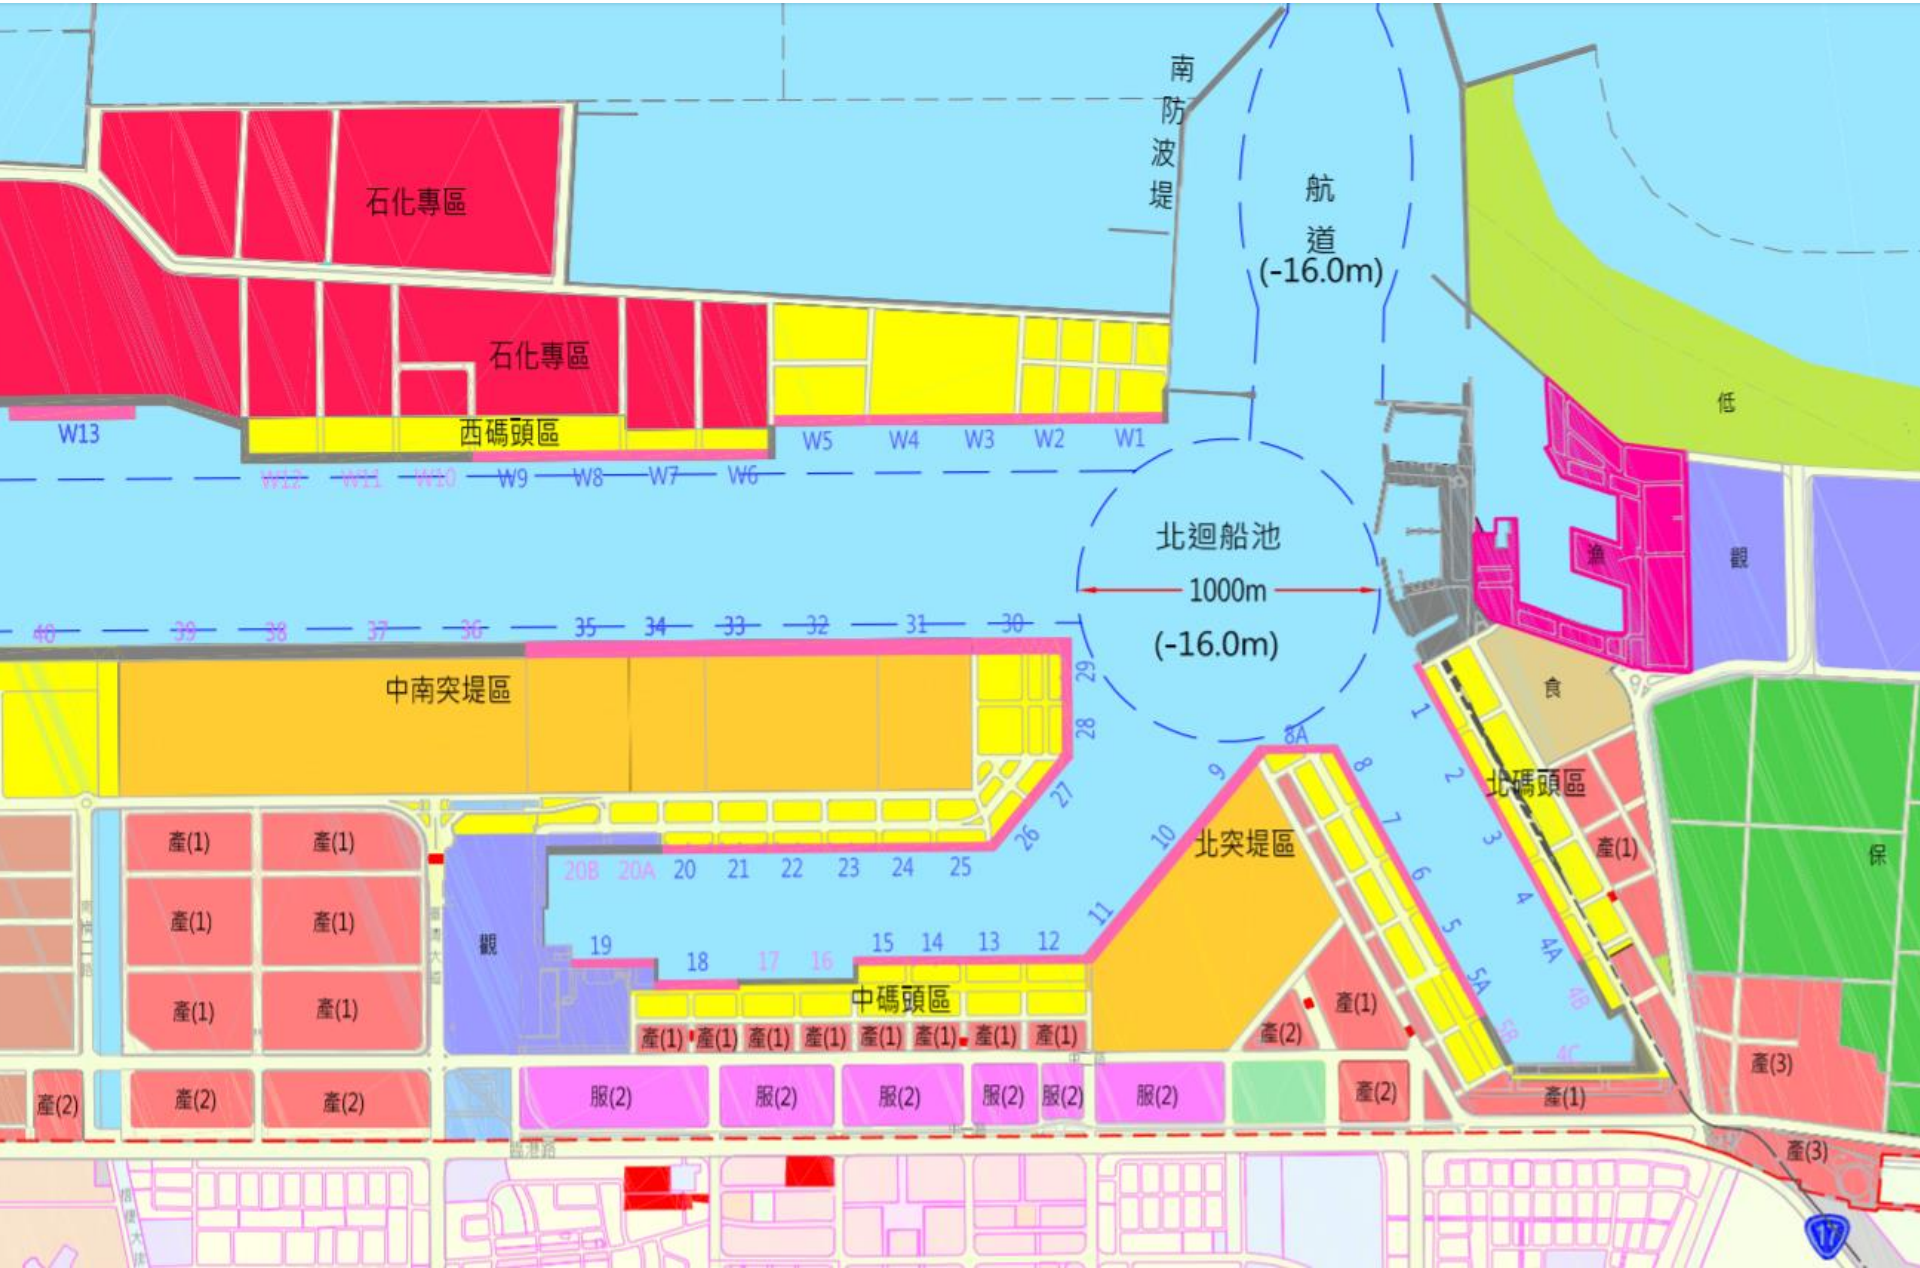 南防波堤
航道
(-16.0m)
石化專區
石化專區
西碼頭區
W13
W12
W11
W10
W9
W8
W7
W6
W5
W4
W3
W2
W1
低
漁
觀
北迴船池
1000m
(-16.0m)
40
39
38
37
36
35
34
33
32
31
30
29
28
27
26
中南突堤區
食
保
1
2
3
4
4A
4B
4C
北碼頭區
產(1)
8A
8
7
6
5
5A
5B
9
10
11
北突堤區
產(1)
產(1)
產(1)
產(1)
產(1)
產(1)
觀
20B
20A
20
21
22
23
24
25
19
18
17
16
15
14
13
12
中碼頭區
產(1)
產(1)
產(1)
產(1)
產(1)
產(1)
產(1)
產(1)
產(2)
產(1)
產(3)
產(2)
產(2)
產(2)
服(2)
服(2)
服(2)
服(2)
服(2)
服(2)
產(2)
產(1)
產(3)
中二路
中一路
臨港路
17